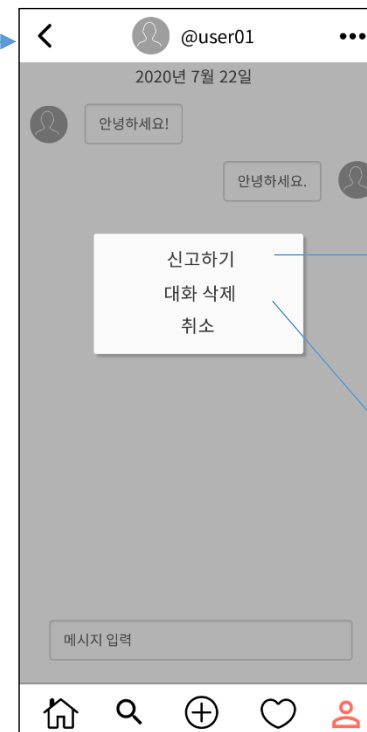 @user01
2020년 7월 22일
안녕하세요!
안녕하세요.
신고하기
대화 삭제
취소
메시지 입력